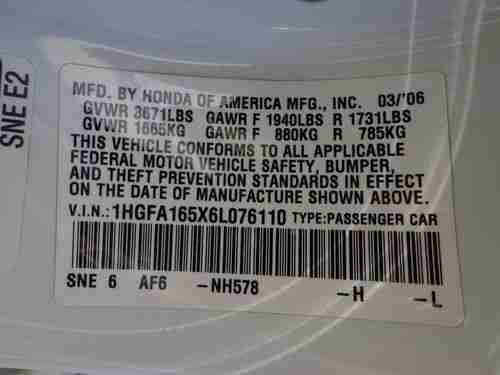 SNE E2
MFD. BY HONDA OF AMERICA MFG., INC. 03/'06
GVWR 3671LBS GAWR F 1940LBS R 1731LBS
GVWR 1665KG GAWR F 880KG R 785KG
THIS VEHICLE CONFORMS TO ALL APPLICABLE
FEDERAL MOTOR VEHICLE SAFETY, BUMPER,
AND THEFT PREVENTION STANDARDS IN EFFECT
ON THE DATE OF MANUFACTURE SHOWN ABOVE.
V.I.N.:1HGFA165X6L076110 TYPE:PASSENGER CAR
SNE 6 AF6 –NH578 –H –L